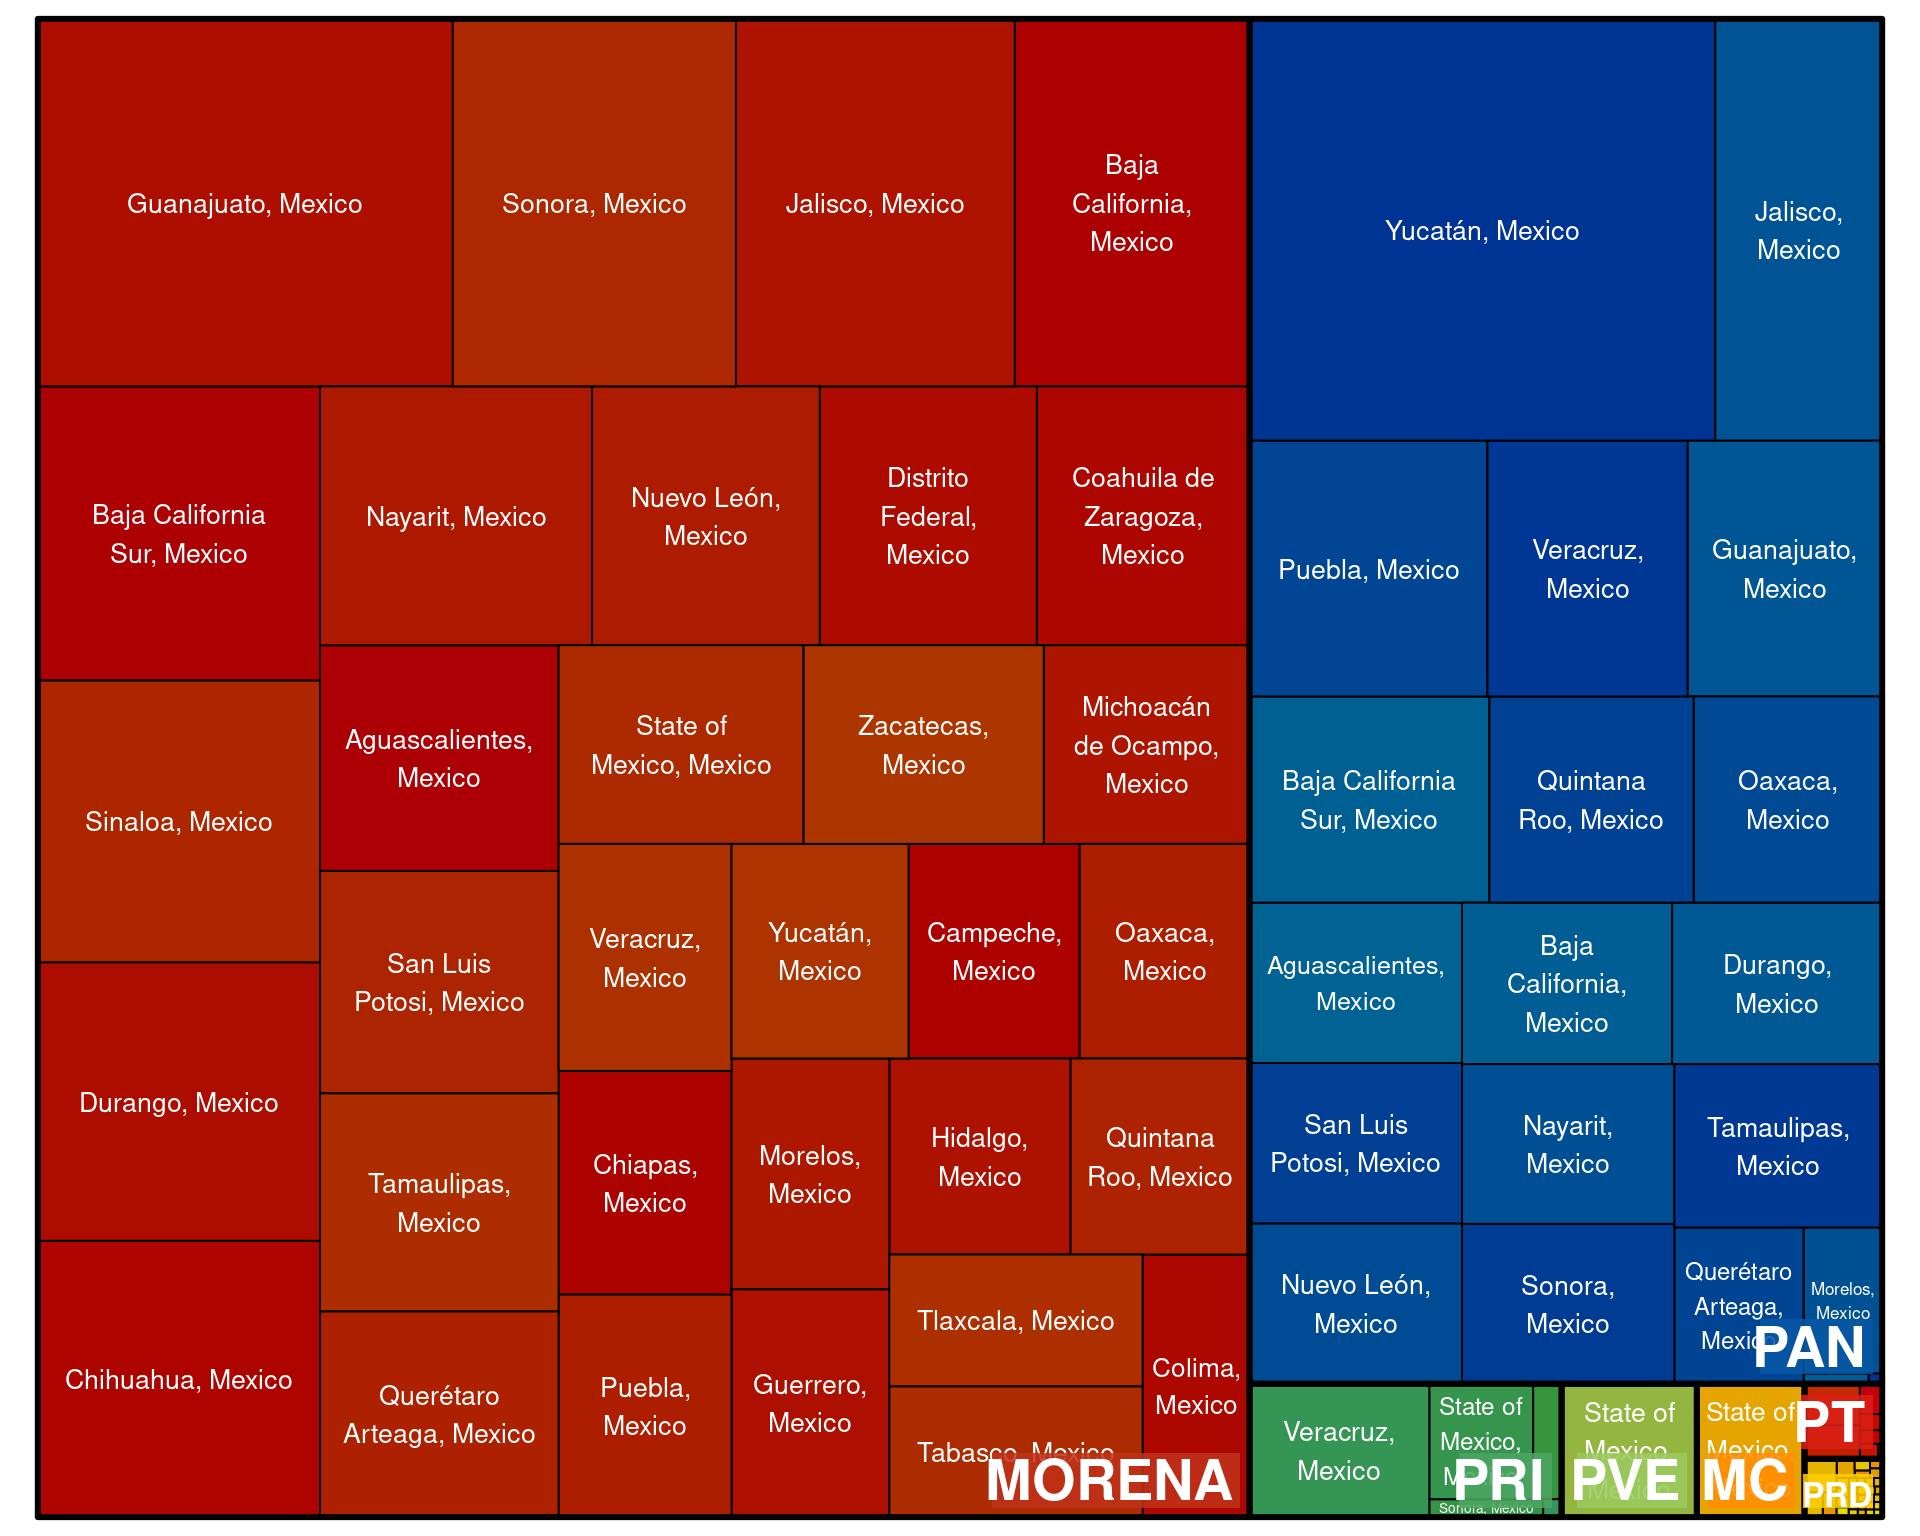 Guanajuato, Mexico
Sonora, Mexico
Jalisco, Mexico
Baja
California,
Mexico
Baja California
Sur, Mexico
Nayarit, Mexico
Nuevo León,
Mexico
Distrito
Federal,
Mexico
Coahuila de
Zaragoza,
Mexico
Sinaloa, Mexico
Aguascalientes,
Mexico
State of
Mexico, Mexico
Zacatecas,
Mexico
Michoacán
de Ocampo,
Mexico
San Luis
Potosi, Mexico
Veracruz,
Mexico
Yucatán,
Mexico
Campeche,
Mexico
Oaxaca,
Mexico
Durango, Mexico
Tamaulipas,
Mexico
Chiapas,
Mexico
Morelos,
Mexico
Hidalgo,
Mexico
Quintana
Roo, Mexico
Chihuahua, Mexico
Querétaro
Arteaga, Mexico
Puebla,
Mexico
Guerrero,
Mexico
Tlaxcala, Mexico
Tabasco, Mexico
Colima,
Mexico
MORENA
Yucatán, Mexico
Jalisco,
Mexico
Puebla, Mexico
Veracruz,
Mexico
Guanajuato,
Mexico
Baja California
Sur, Mexico
Quintana
Roo, Mexico
Oaxaca,
Mexico
Aguascalientes,
Mexico
Baja
California,
Mexico
Durango,
Mexico
San Luis
Potosi, Mexico
Nayarit,
Mexico
Tamaulipas,
Mexico
Nuevo León,
Mexico
Sonora,
Mexico
Querétaro
Arteaga,
Mexico
Morelos,
Mexico
PAN
Veracruz,
Mexico
State of
Mexico,
Mexico
Sonora, Mexico
PRI
State of
Mexico,
Mexico
PVE
State of
Mexico,
MC
PT
PRD